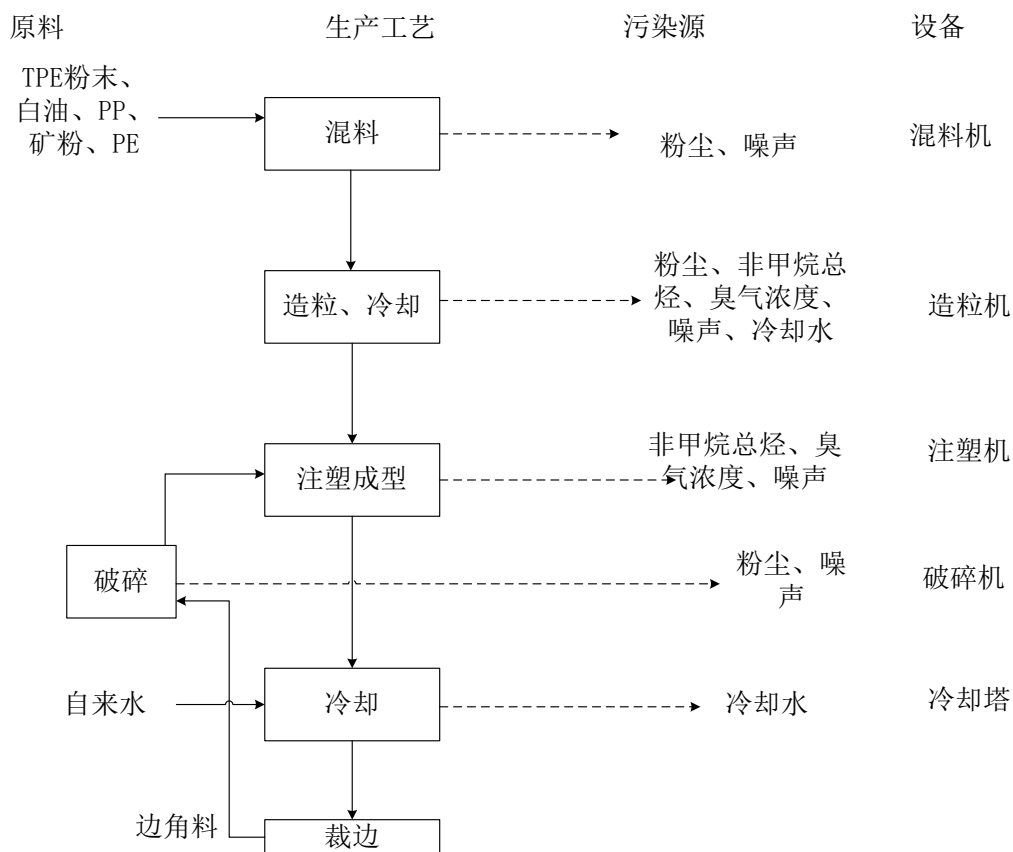 原料 生产工艺 污染源 设备
TPE粉末、
白油、PP、
矿粉、PE
混料
粉尘、噪声
混料机
造粒、冷却
粉尘、非甲烷总
烃、臭气浓度、
噪声、冷却水
造粒机
注塑成型
非甲烷总烃、臭
气浓度、噪声
注塑机
破碎
粉尘、噪
声
破碎机
自来水
冷却
冷却水
冷却塔
边角料
裁边